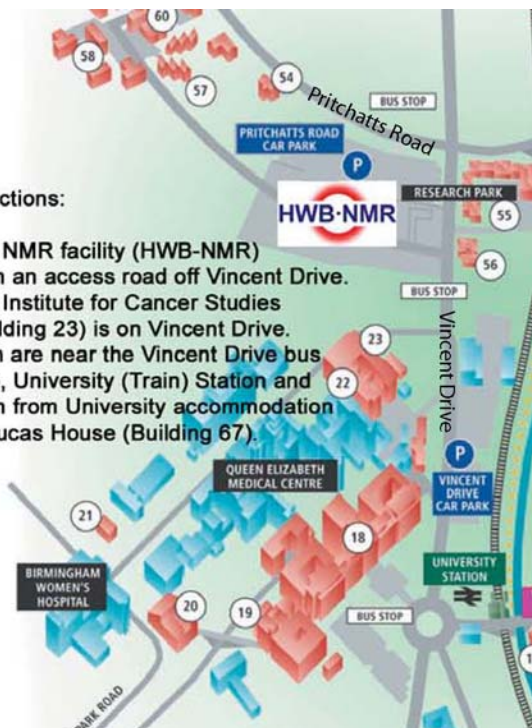 60
58
57
54
Pritchatts Road
BUS STOP
PRITCHATTS ROAD
CAR PARK
P
HWB·NMR
RESEARCH PARK
55
56
BUS STOP
ctions:
NMR facility (HWB-NMR)
an access road off Vincent Drive.
Institute for Cancer Studies
lding 23) is on Vincent Drive.
are near the Vincent Drive bus
, University (Train) Station and
from University accommodation
ucas House (Building 67).
Vincent Drive
23
22
P
VINCENT
DRIVE
CAR PARK
QUEEN ELIZABETH
MEDICAL CENTRE
21
18
UNIVERSITY
STATION
BIRMINGHAM
WOMEN'S
HOSPITAL
20
19
BUS STOP
PARK ROAD